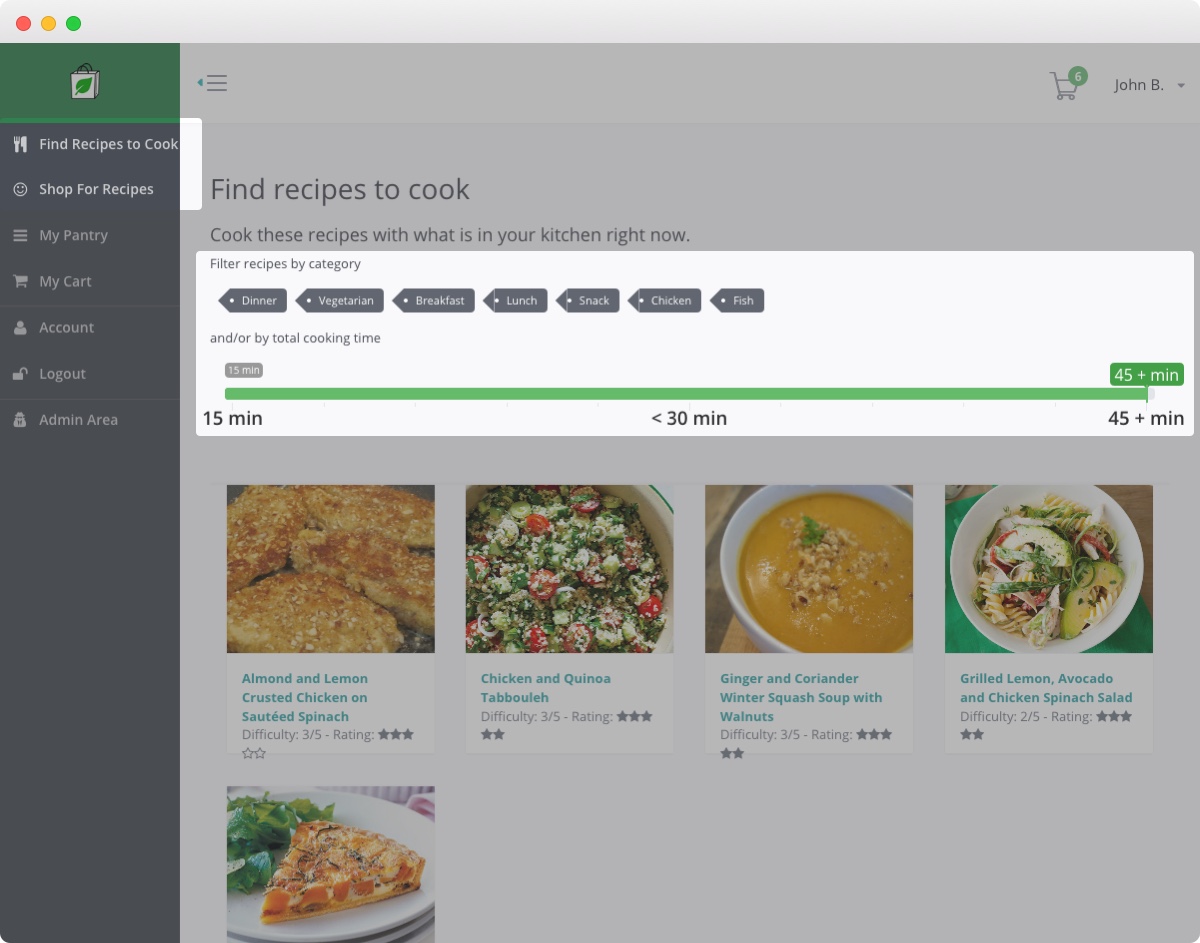 6
John B.
Find Recipes to Cook
Shop For Recipes
My Pantry
My Cart
Account
Logout
Admin Area
Find recipes to cook
Cook these recipes with what is in your kitchen right now.
Filter recipes by category
Dinner Vegetarian Breakfast Lunch Snack Chicken Fish
and/or by total cooking time
15 min 45 + min
15 min < 30 min 45 + min
Almond and Lemon
Crusted Chicken on
Sautéed Spinach
Difficulty: 3/5 - Rating: ★★★
☆☆
Chicken and Quinoa
Tabbouleh
Difficulty: 3/5 - Rating: ★★★
★★
Ginger and Coriander
Winter Squash Soup with
Walnuts
Difficulty: 3/5 - Rating: ★★★
★★
Grilled Lemon, Avocado
and Chicken Spinach Salad
Difficulty: 2/5 - Rating: ★★★
★★